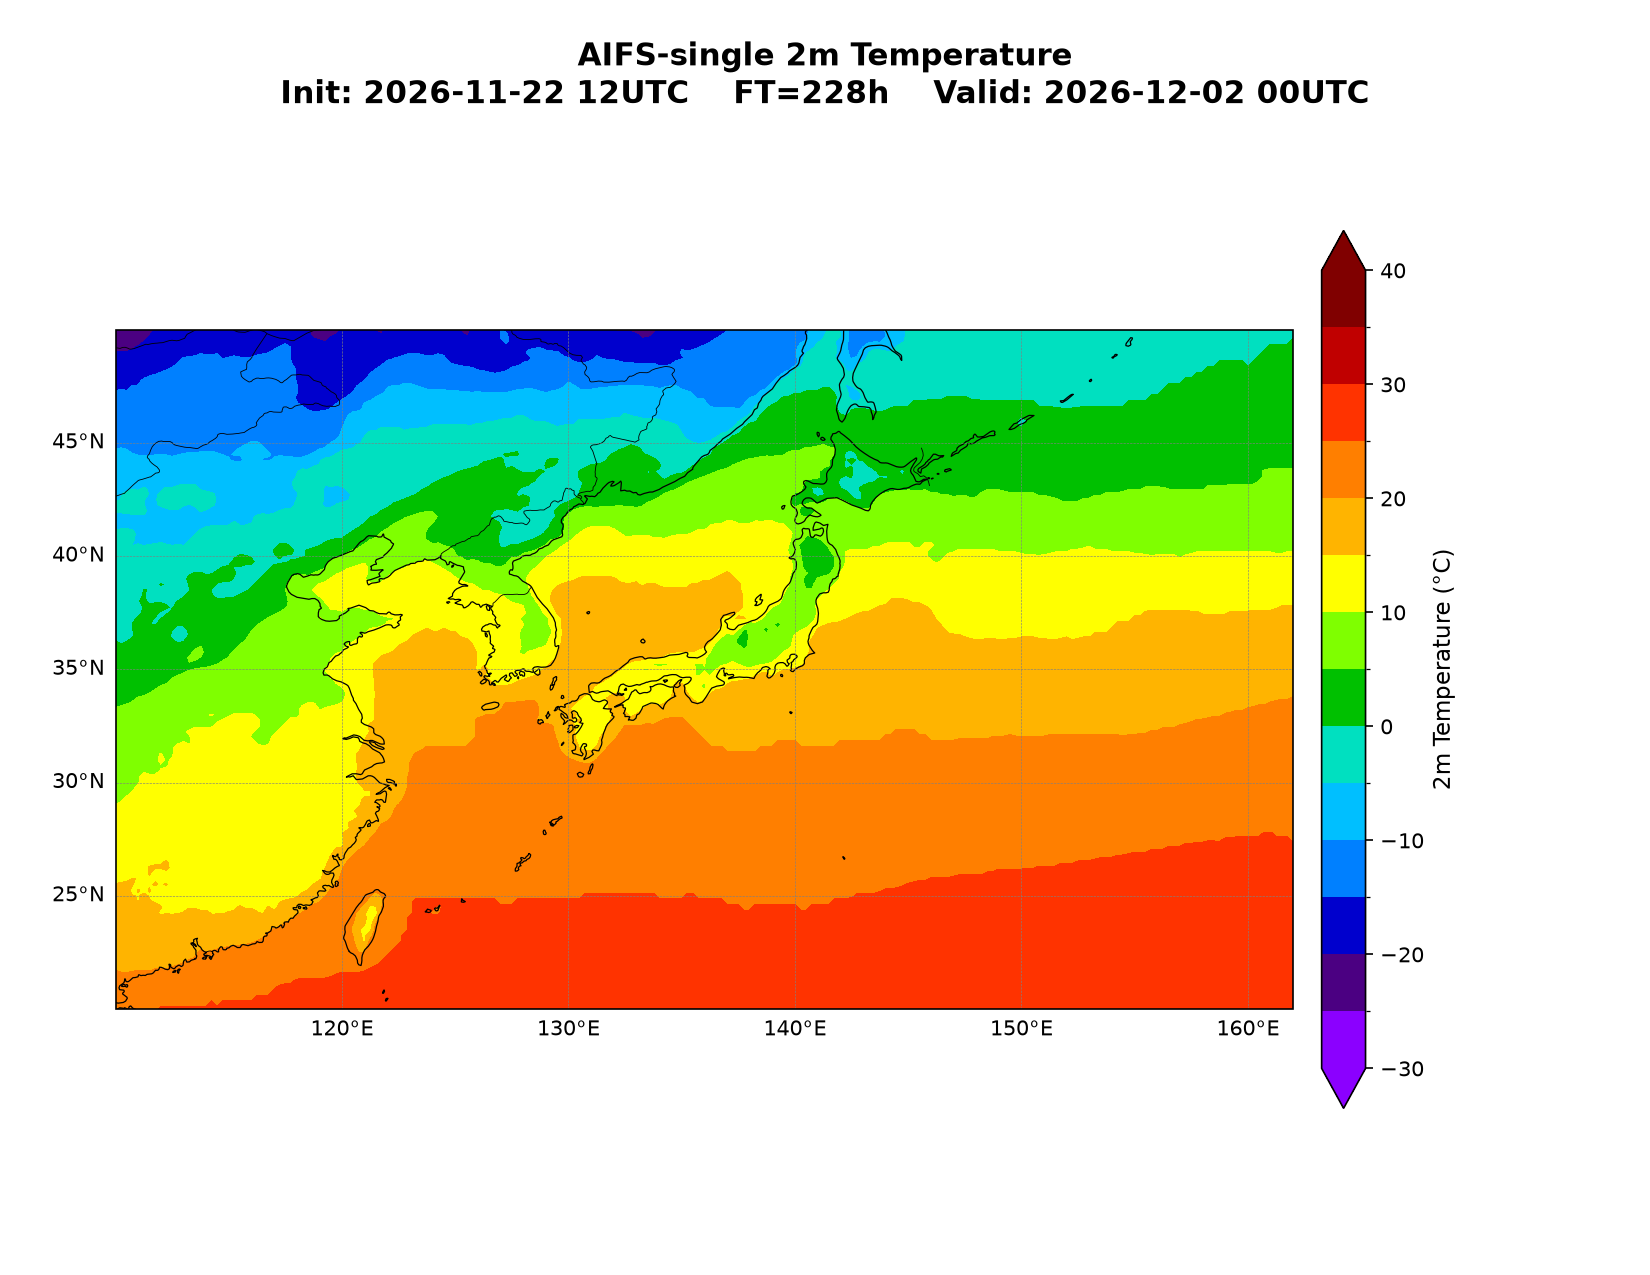 AIFS-single 2m Temperature
Init: 2026-11-22 12UTC    FT=228h    Valid: 2026-12-02 00UTC
45°N
40°N
35°N
30°N
25°N
120°E
130°E
140°E
150°E
160°E
40
30
20
10
0
−10
−20
−30
2m Temperature (°C)